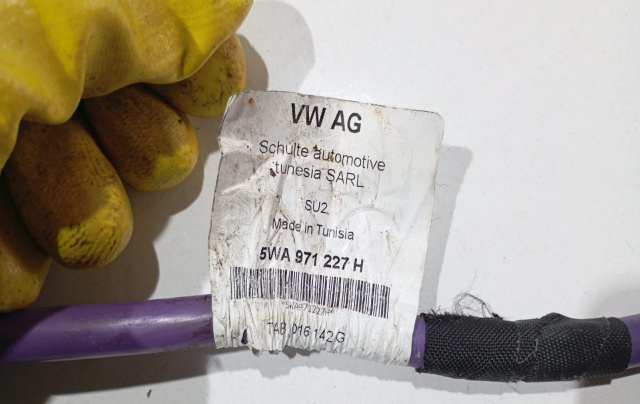 VW AG
Schulte automotive
tunesia SARL
SU2
Made in Tunisia
5WA 971 227 H
TAB 016 142 G